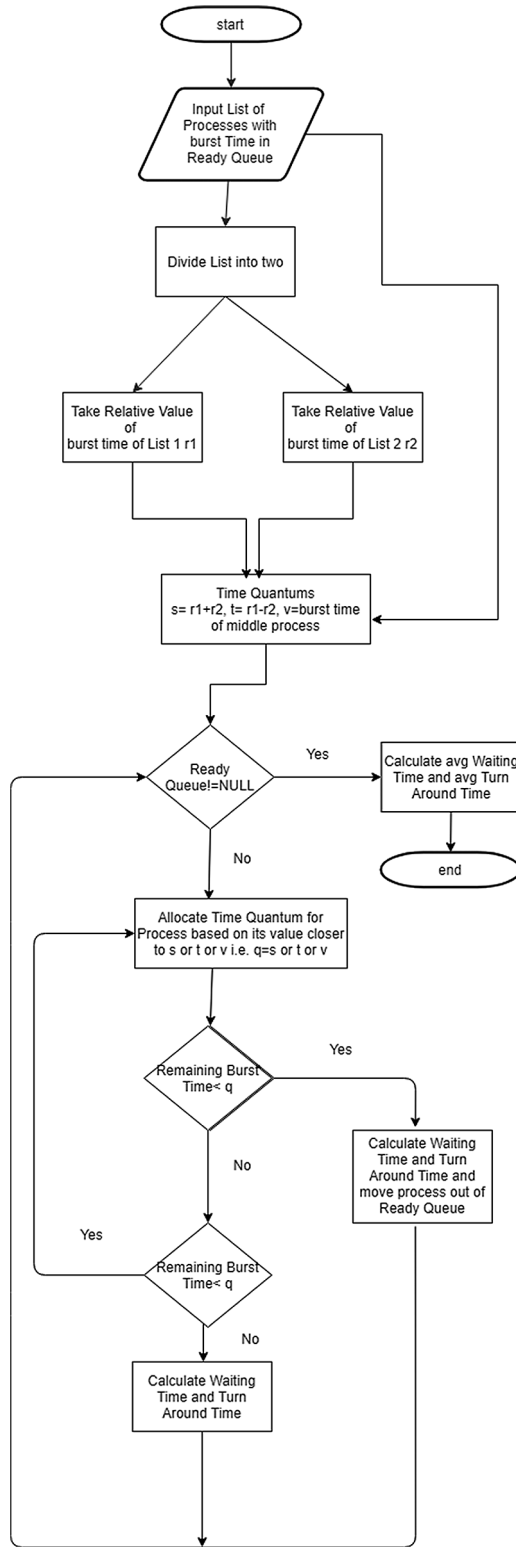 start
Input List of
Processes with
burst Time in
Ready Queue
Divide List into two
Take Relative Value
of
burst time of List 1 r1
Take Relative Value
of
burst time of List 2 r2
Time Quantums
s= r1+r2, t= r1-r2, v=burst time
of middle process
Ready
Queue!=NULL
Yes
Calculate avg Waiting
Time and avg Turn
Around Time
end
No
Allocate Time Quantum for
Process based on its value closer
to s or t or v i.e. q=s or t or v
Remaining Burst
Time< q
Yes
Calculate Waiting
Time and Turn
Around Time and
move process out of
Ready Queue
No
Yes
Remaining Burst
Time< q
No
Calculate Waiting
Time and Turn
Around Time